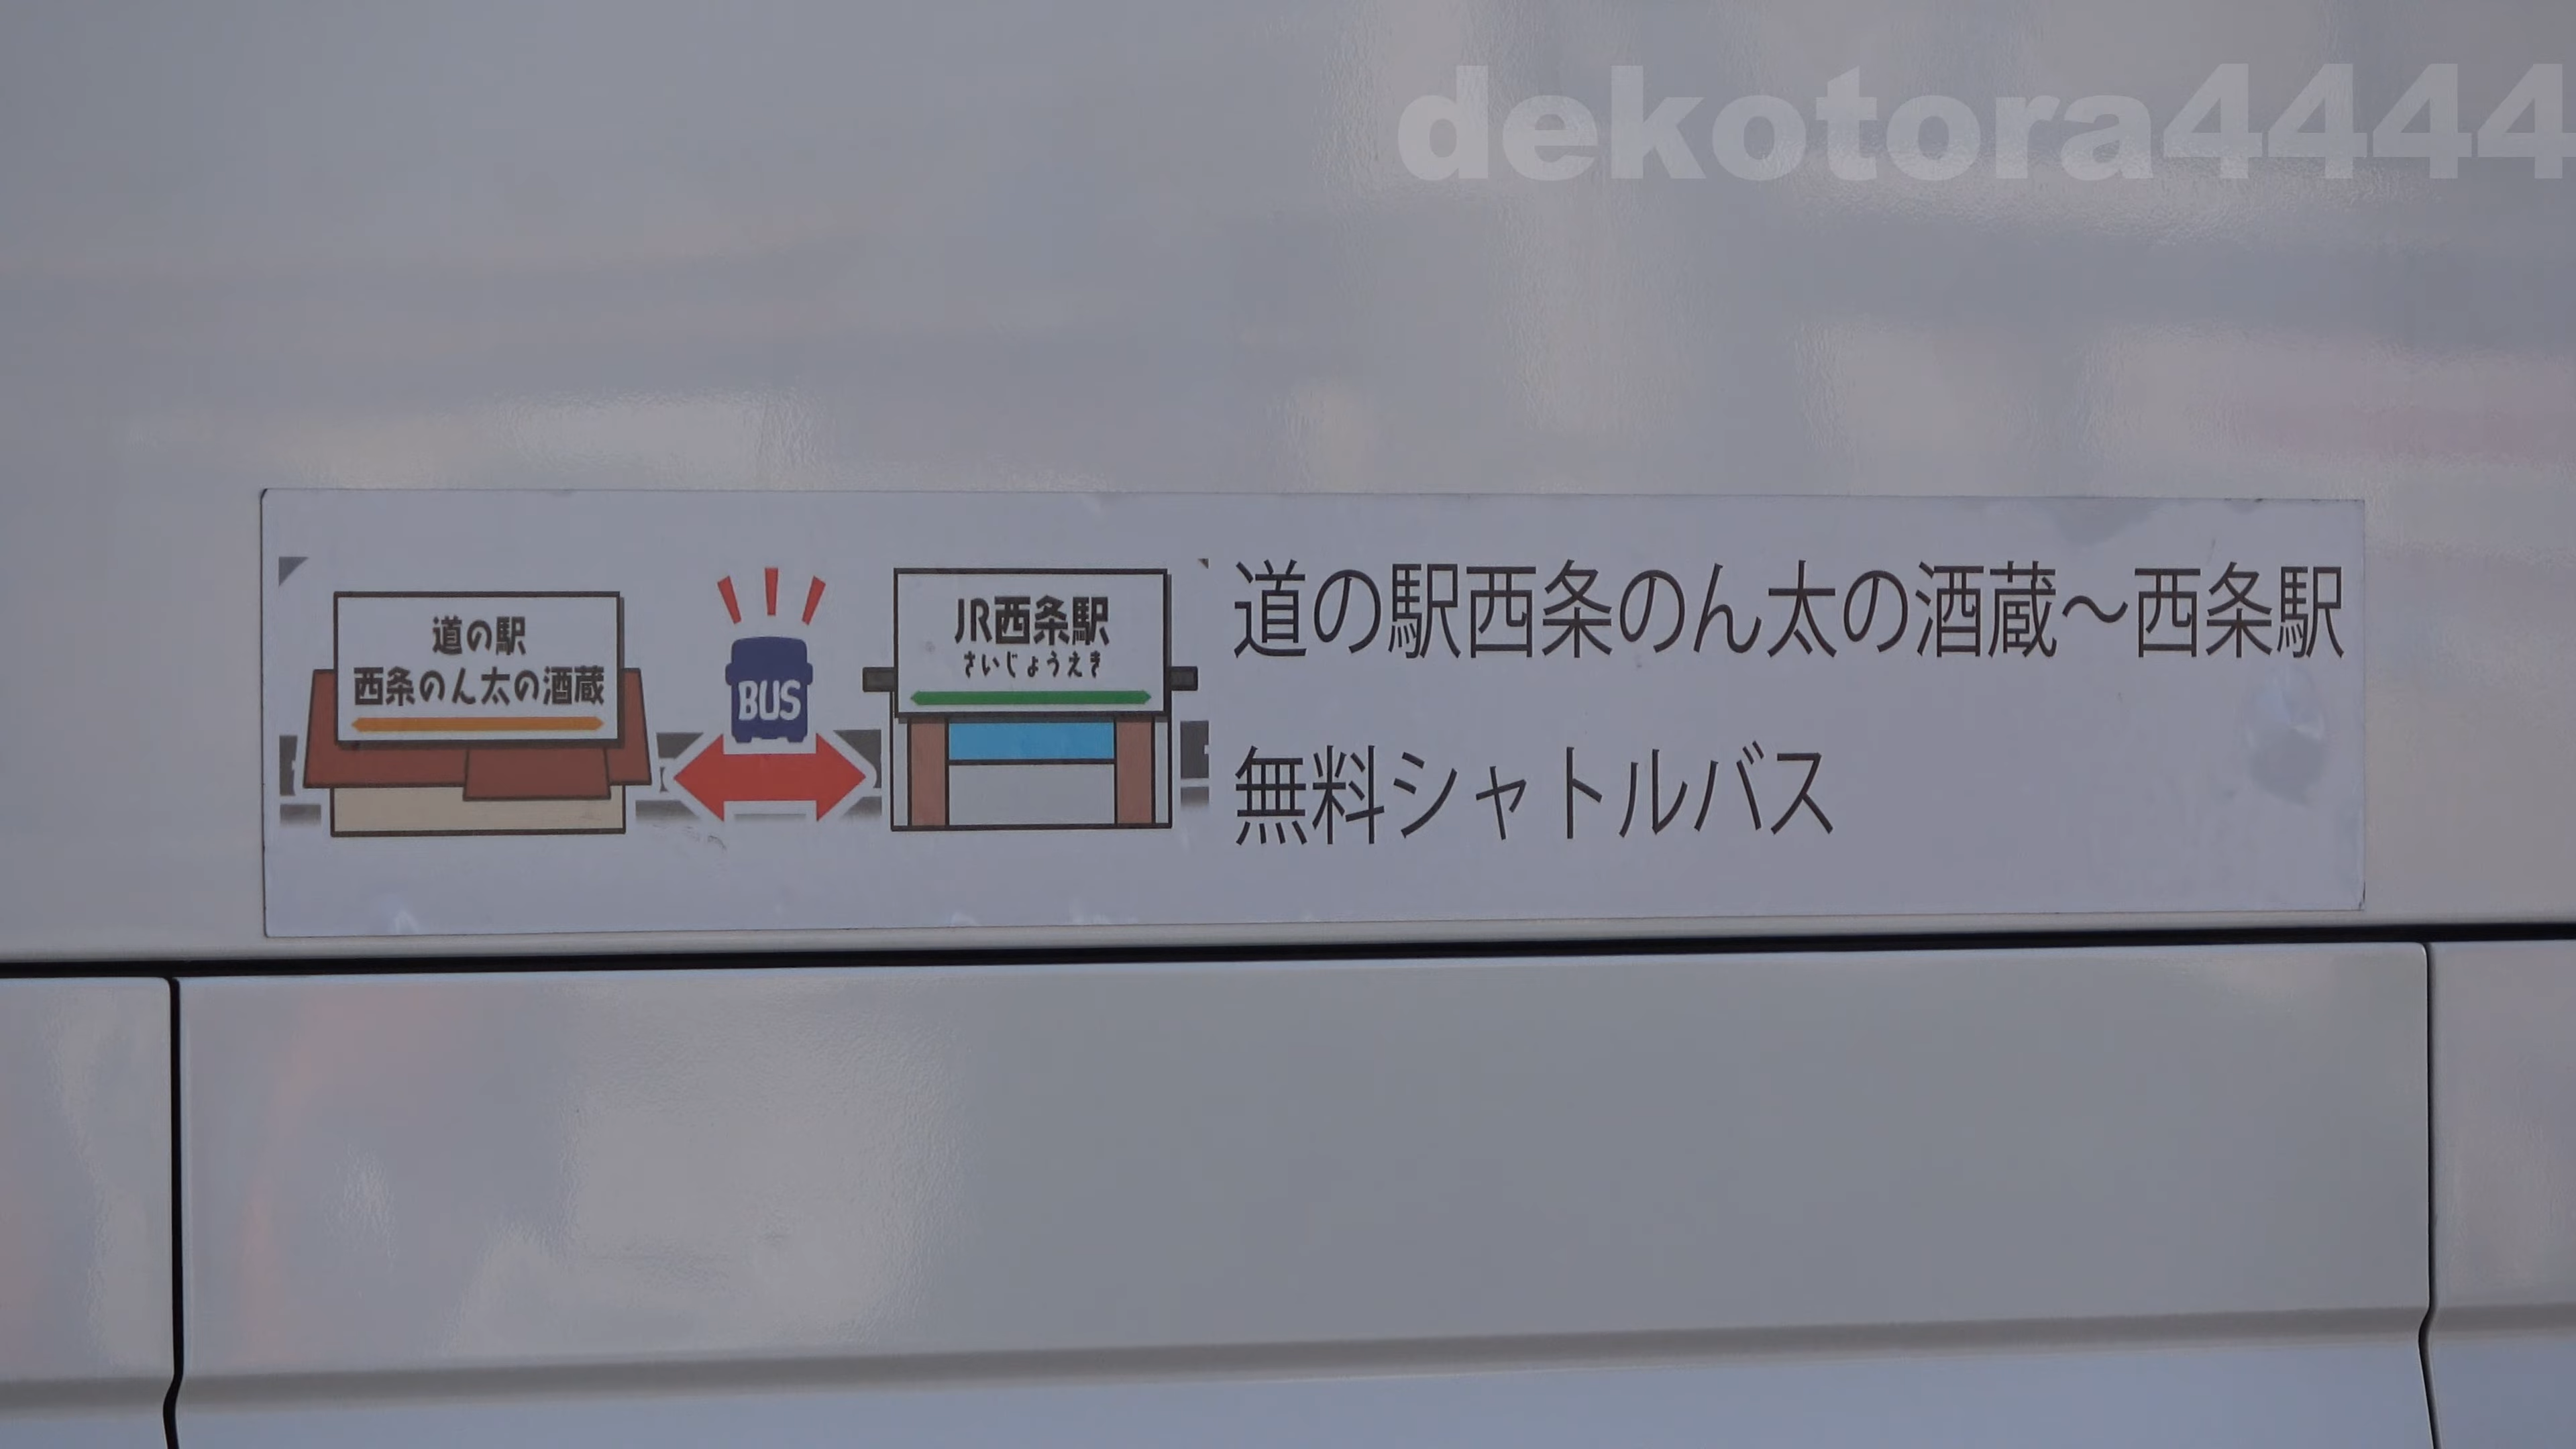 dekotora4444
道の駅
西条のん太の酒蔵
BUS
JR西条駅
さいじょうえき
道の駅西条のん太の酒蔵～西条駅
無料シャトルバス